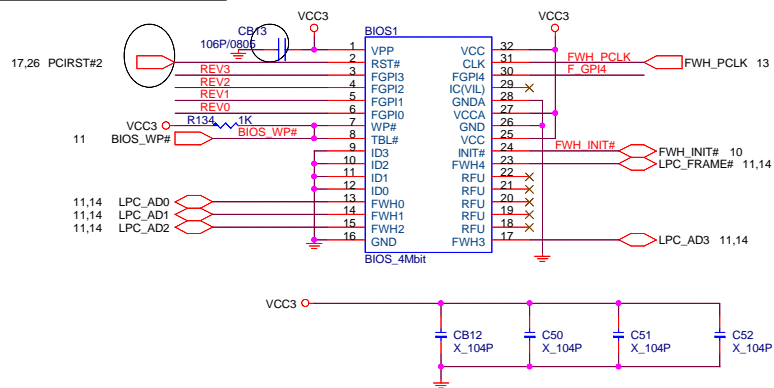 VCC3
CB13
106P/0805
17,26 PCIRST#2
REV3
REV2
REV1
REV0
VCC3
R134
1K
11
BIOS_WP#
BIOS_WP#
11,14 LPC_AD0
11,14 LPC_AD1
11,14 LPC_AD2
BIOS1
1 VPP
2 RST#
3 FGPI3
4 FGPI2
5 FGPI1
6 FGPI0
7 WP#
8 TBL#
9 ID3
10 ID2
11 ID1
12 ID0
13 FWH0
14 FWH1
15 FWH2
16 GND
VCC 32
CLK 31
FGPI4 30
IC(VIL) 29
GNDA 28
VCCA 27
GND 26
VCC 25
INIT# 24
FWH4 23
RFU 22
RFU 21
RFU 20
RFU 19
RFU 18
FWH3 17
BIOS_4Mbit
VCC3
FWH_PCLK
FWH_PCLK 13
F_GPI4
FWH_INIT#
FWH_INIT# 10
LPC_FRAME# 11,14
LPC_AD3 11,14
VCC3
CB12
X_104P
C50
X_104P
C51
X_104P
C52
X_104P